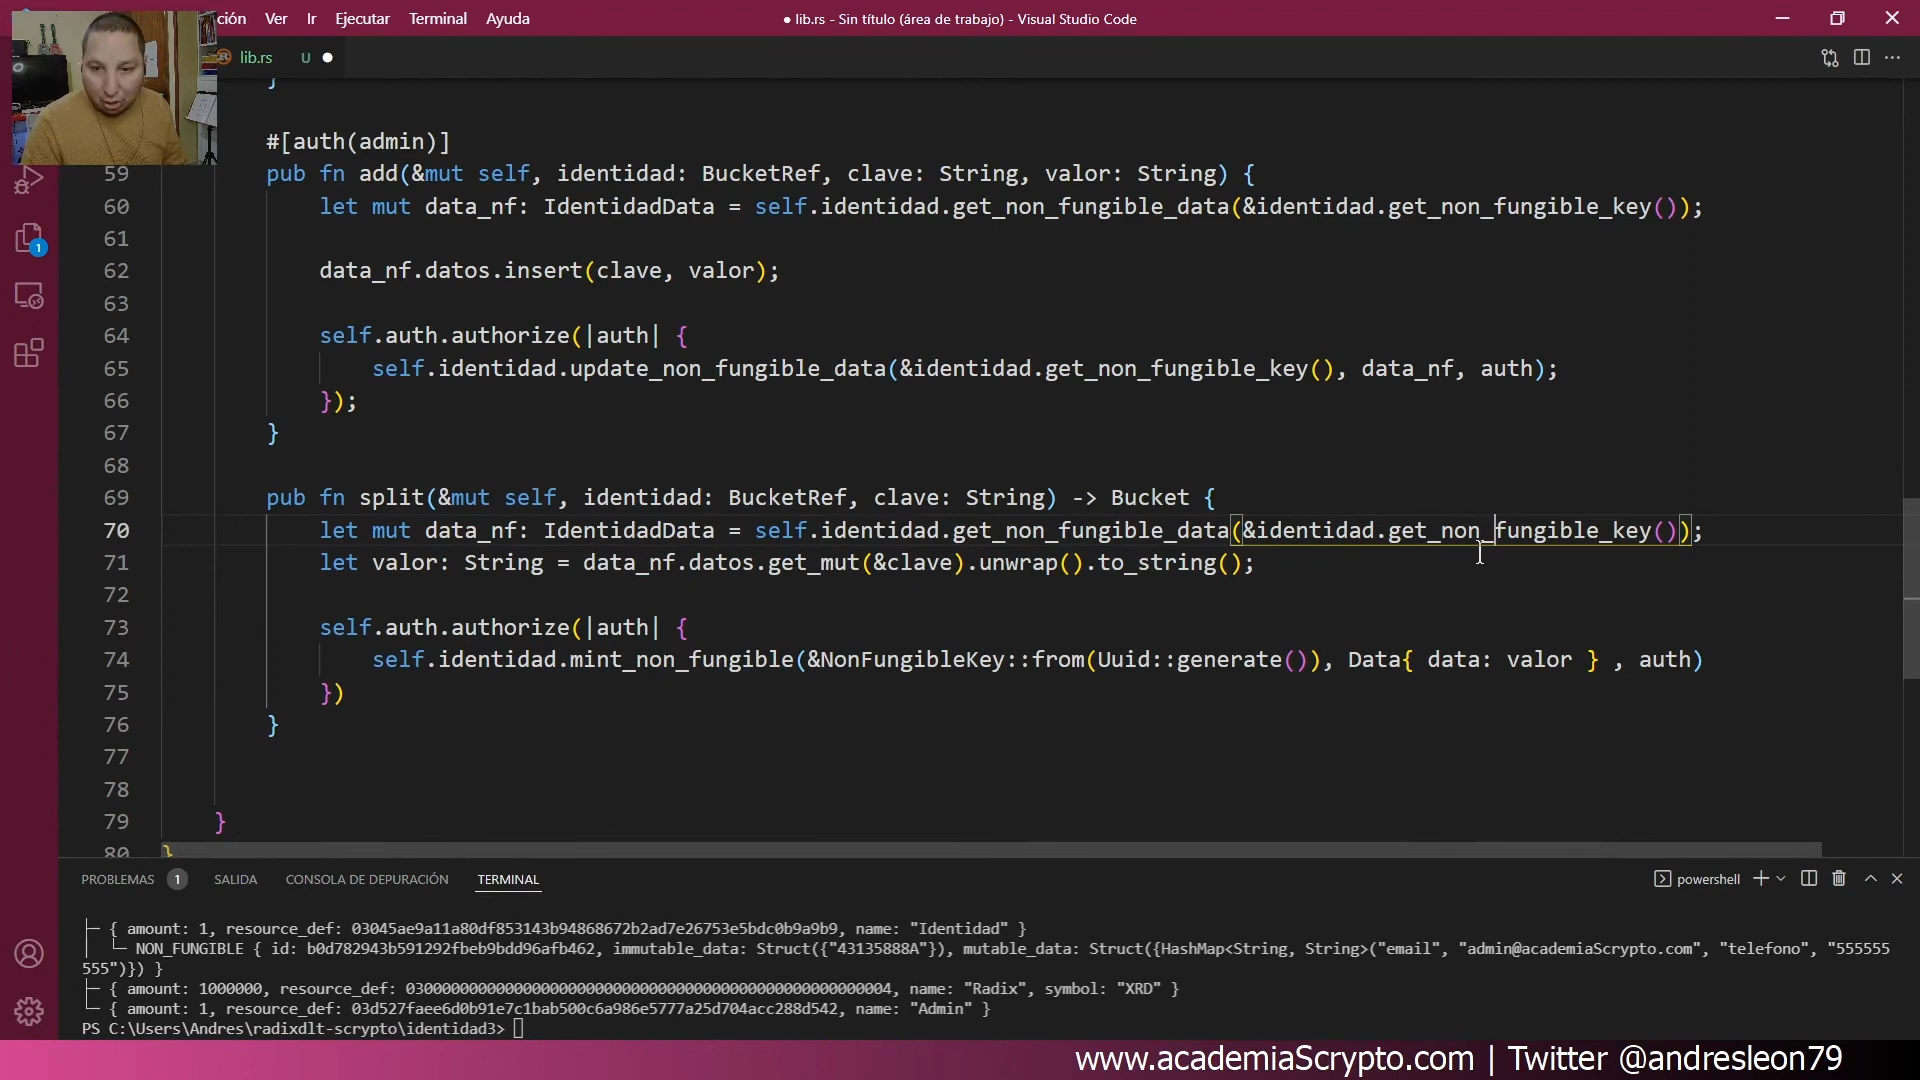 ción Ver Ir Ejecutar Terminal Ayuda
● lib.rs - Sin título (área de trabajo) - Visual Studio Code
lib.rs U
}
#[auth(admin)]
59 pub fn add(&mut self, identidad: BucketRef, clave: String, valor: String) {
60 let mut data_nf: IdentidadData = self.identidad.get_non_fungible_data(&identidad.get_non_fungible_key());
61
62 data_nf.datos.insert(clave, valor);
63
64 self.auth.authorize(|auth| {
65 self.identidad.update_non_fungible_data(&identidad.get_non_fungible_key(), data_nf, auth);
66 });
67 }
68
69 pub fn split(&mut self, identidad: BucketRef, clave: String) -> Bucket {
70 let mut data_nf: IdentidadData = self.identidad.get_non_fungible_data(&identidad.get_non_fungible_key());
71 let valor: String = data_nf.datos.get_mut(&clave).unwrap().to_string();
72
73 self.auth.authorize(|auth| {
74 self.identidad.mint_non_fungible(&NonFungibleKey::from(Uuid::generate()), Data{ data: valor } , auth)
75 })
76 }
77
78
79 }
80 }
1
PROBLEMAS 1 SALIDA CONSOLA DE DEPURACIÓN TERMINAL
powershell
├─ { amount: 1, resource_def: 03045ae9a11a80df853143b94868672b2ad7e26753e5bdc0b9a9b9, name: "Identidad" }
│ └─ NON_FUNGIBLE { id: b0d782943b591292fbeb9bdd96afb462, immutable_data: Struct({"43135888A"}), mutable_data: Struct({HashMap<String, String>("email", "admin@academiaScrypto.com", "telefono", "555555
555")}) }
├─ { amount: 1000000, resource_def: 030000000000000000000000000000000000000000000000000004, name: "Radix", symbol: "XRD" }
└─ { amount: 1, resource_def: 03d527faee6d0b91e7c1bab500c6a986e5777a25d704acc288d542, name: "Admin" }
PS C:\Users\Andres\radixdlt-scrypto\identidad3>
www.academiaScrypto.com | Twitter @andresleon79